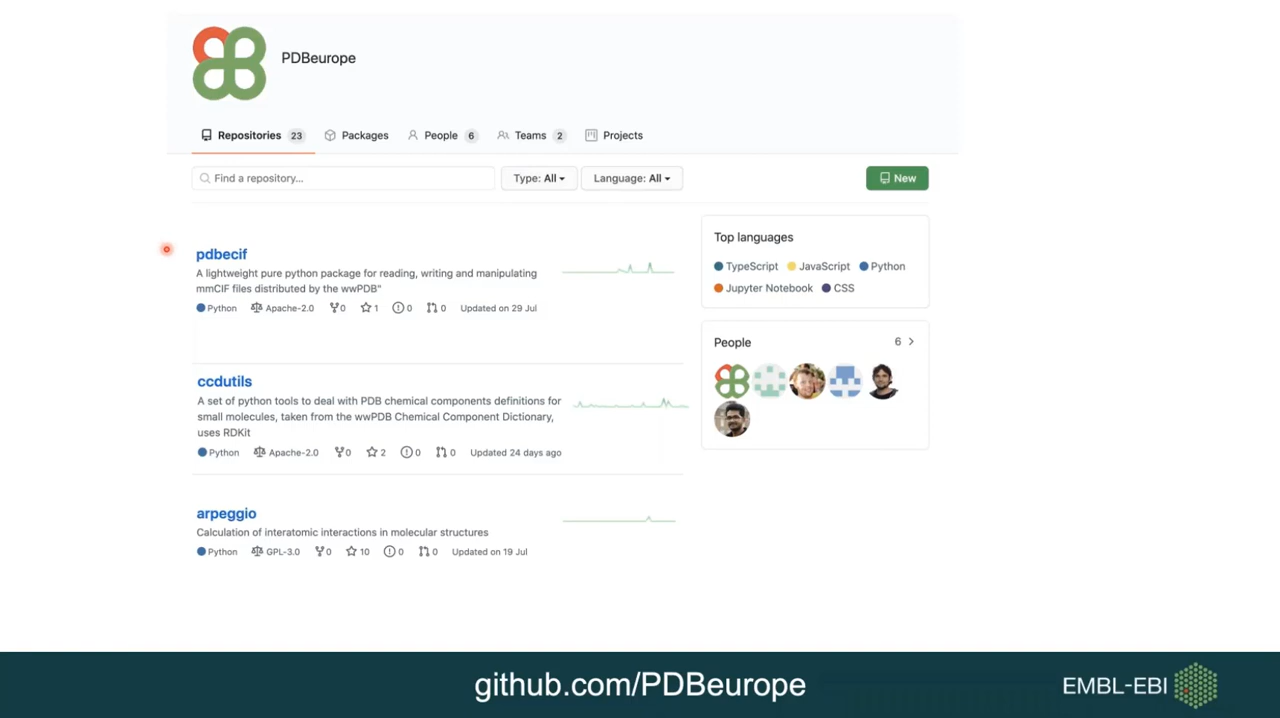 PDBeurope
Repositories 23 Packages People 6 Teams 2 Projects
Find a repository... Type: All Language: All New
pdbecif
A lightweight pure python package for reading, writing and manipulating
mmCIF files distributed by the wwPDB"
Python Apache-2.0 0 1 0 0 Updated on 29 Jul
ccdutils
A set of python tools to deal with PDB chemical components definitions for
small molecules, taken from the wwPDB Chemical Component Dictionary,
uses RDKit
Python Apache-2.0 0 2 0 0 Updated 24 days ago
arpeggio
Calculation of interatomic interactions in molecular structures
Python GPL-3.0 0 10 0 0 Updated on 19 Jul
Top languages
TypeScript JavaScript Python
Jupyter Notebook CSS
People 6
github.com/PDBeurope
EMBL-EBI